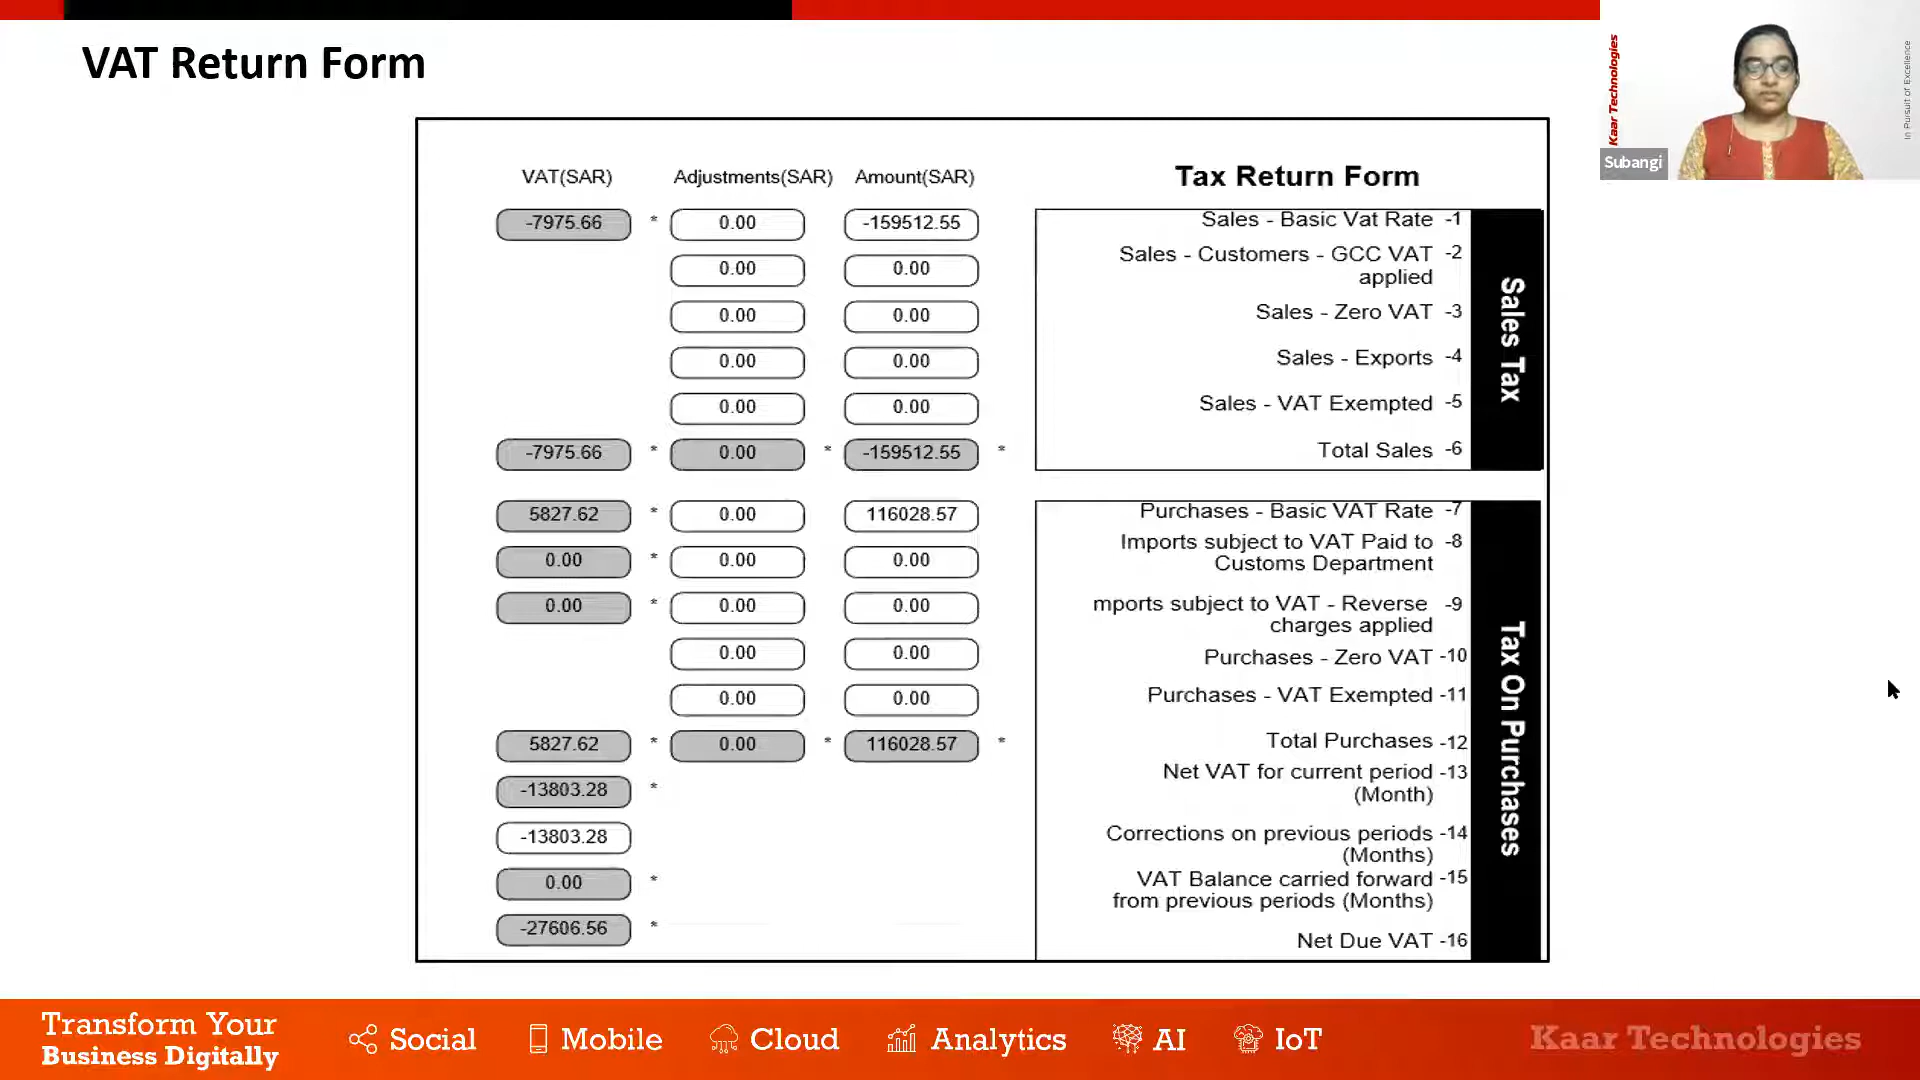 VAT Return Form
Kaar Technologies
In Pursuit of Excellence
Subangi
VAT(SAR) Adjustments(SAR) Amount(SAR) Tax Return Form
-7975.66 * 0.00 -159512.55 Sales - Basic Vat Rate -1
0.00 0.00 Sales - Customers - GCC VAT -2
applied
0.00 0.00 Sales - Zero VAT -3
0.00 0.00 Sales - Exports -4
0.00 0.00 Sales - VAT Exempted -5
-7975.66 * 0.00 * -159512.55 * Total Sales -6
Sales Tax
5827.62 * 0.00 116028.57 Purchases - Basic VAT Rate -7
0.00 * 0.00 0.00 Imports subject to VAT Paid to -8
Customs Department
0.00 * 0.00 0.00 mports subject to VAT - Reverse -9
charges applied
0.00 0.00 Purchases - Zero VAT -10
0.00 0.00 Purchases - VAT Exempted -11
5827.62 * 0.00 * 116028.57 * Total Purchases -12
-13803.28 * Net VAT for current period -13
(Month)
-13803.28 Corrections on previous periods -14
(Months)
0.00 * VAT Balance carried forward -15
from previous periods (Months)
-27606.56 * Net Due VAT -16
Tax On Purchases
Transform Your
Business Digitally
Social Mobile Cloud Analytics AI IoT
Kaar Technologies